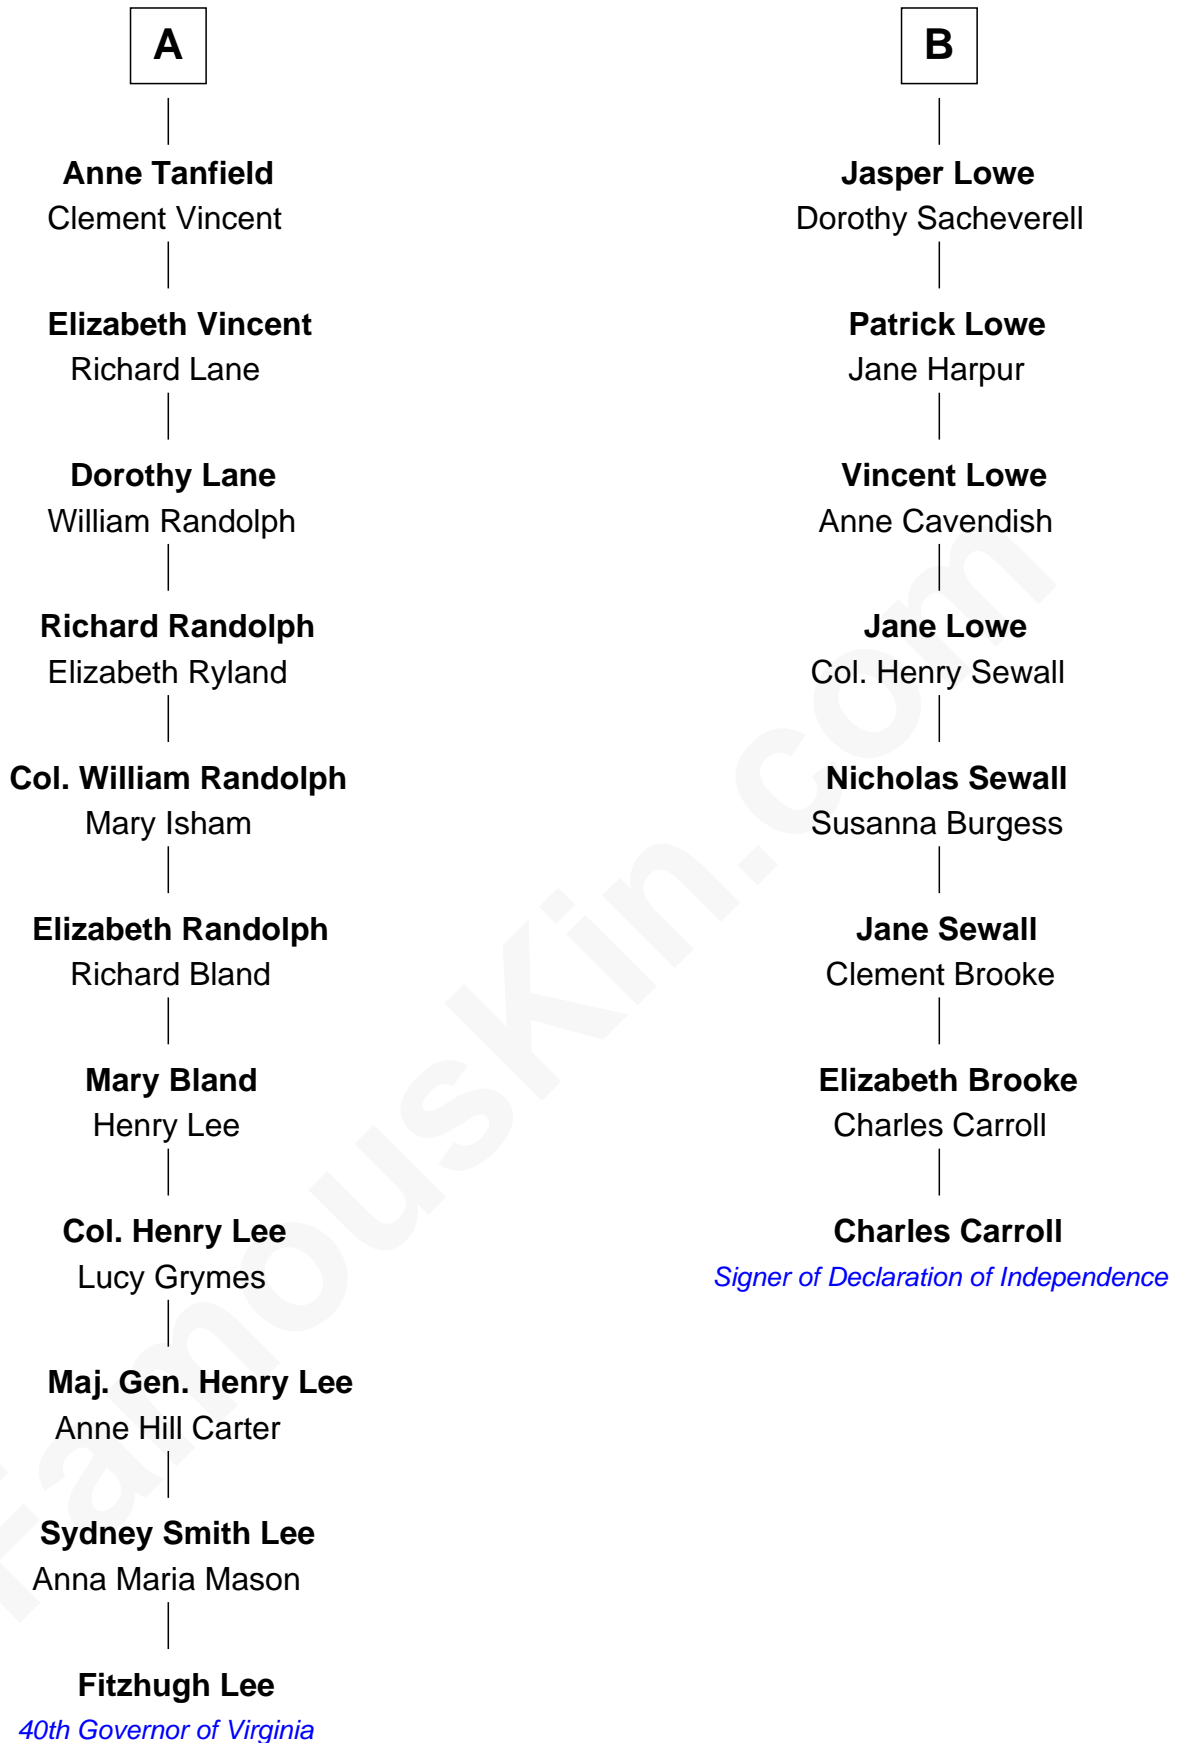 A
Anne Tanfield
Clement Vincent
Elizabeth Vincent
Richard Lane
Dorothy Lane
William Randolph
Richard Randolph
Elizabeth Ryland
Col. William Randolph
Mary Isham
Elizabeth Randolph
Richard Bland
Mary Bland
Henry Lee
Col. Henry Lee
Lucy Grymes
Maj. Gen. Henry Lee
Anne Hill Carter
Sydney Smith Lee
Anna Maria Mason
Fitzhugh Lee
40th Governor of Virginia
B
Jasper Lowe
Dorothy Sacheverell
Patrick Lowe
Jane Harpur
Vincent Lowe
Anne Cavendish
Jane Lowe
Col. Henry Sewall
Nicholas Sewall
Susanna Burgess
Jane Sewall
Clement Brooke
Elizabeth Brooke
Charles Carroll
Charles Carroll
Signer of Declaration of Independence
FamousKin.com